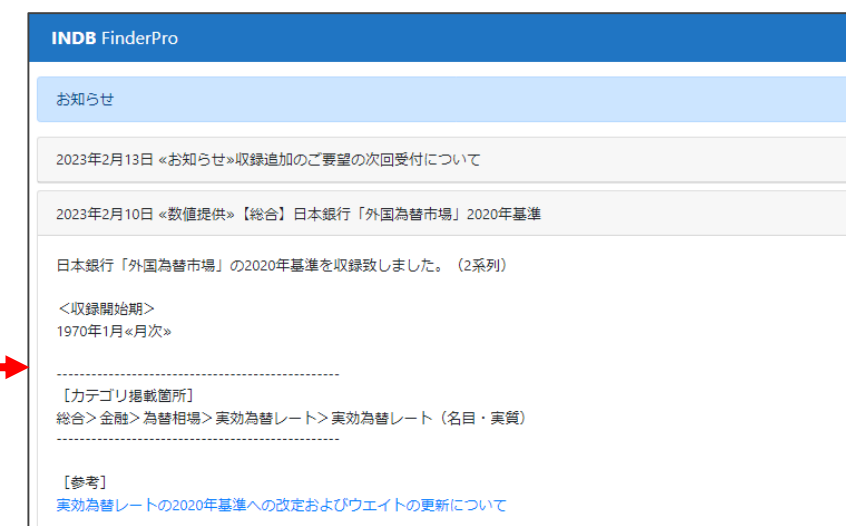 INDB FinderPro
お知らせ
2023年2月13日 «お知らせ»収録追加のご要望の次回受付について
2023年2月10日 «数値提供»【総合】日本銀行「外国為替市場」2020年基準
日本銀行「外国為替市場」の2020年基準を収録致しました。（2系列）
＜収録開始期＞
1970年1月«月次»
------------------------------------------------
［カテゴリ掲載箇所］
総合＞金融＞為替相場＞実効為替レート＞実効為替レート（名目・実質）
------------------------------------------------
［参考］
実効為替レートの2020年基準への改定およびウエイトの更新について